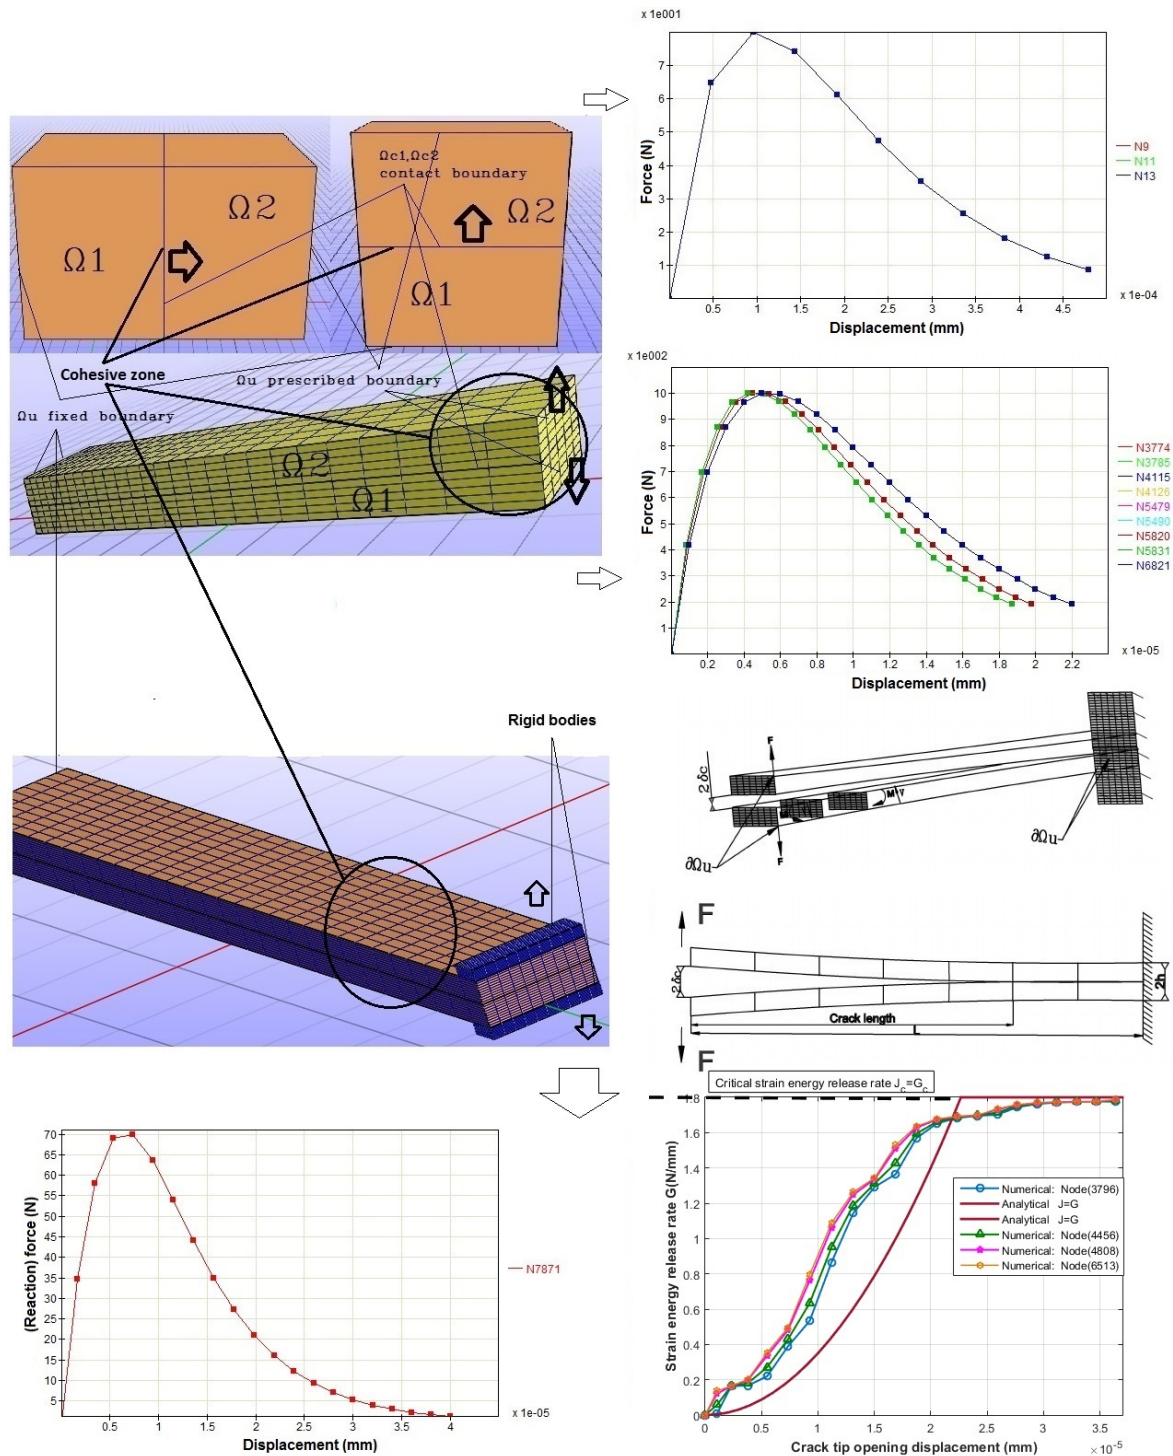 x 1e001
7
6
5
4
3
2
1
Force (N)
N9
N11
N13
0.5 1 1.5 2 2.5 3 3.5 4 4.5
x 1e-04
Displacement (mm)
Ωc1,Ωc2
contact boundary
Ω2
Ω1
Ω2
Ω1
Cohesive zone
Ωu prescribed boundary
Ωu fixed boundary
Ω2
Ω1
x 1e002
10
9
8
7
6
5
4
3
2
1
Force (N)
N3774
N3785
N4115
N4126
N5479
N5490
N5820
N5831
N6821
0.2 0.4 0.6 0.8 1 1.2 1.4 1.6 1.8 2 2.2
x 1e-05
Displacement (mm)
Rigid bodies
F
2δc
M V
∂Ωu
F
∂Ωu
F
2δc
2h
Crack length
L
F
70
65
60
55
50
45
40
35
30
25
20
15
10
5
(Reaction) force (N)
N7871
0.5 1 1.5 2 2.5 3 3.5 4
x 1e-05
Displacement (mm)
Critical strain energy release rate Jc=Gc
1.8
1.6
1.4
1.2
1
0.8
0.6
0.4
0.2
0
Strain energy release rate G(N/mm)
Numerical: Node(3796)
Analytical J=G
Analytical J=G
Numerical: Node(4456)
Numerical: Node(4808)
Numerical: Node(6513)
0 0.5 1 1.5 2 2.5 3 3.5
×10⁻⁵
Crack tip opening displacement (mm)